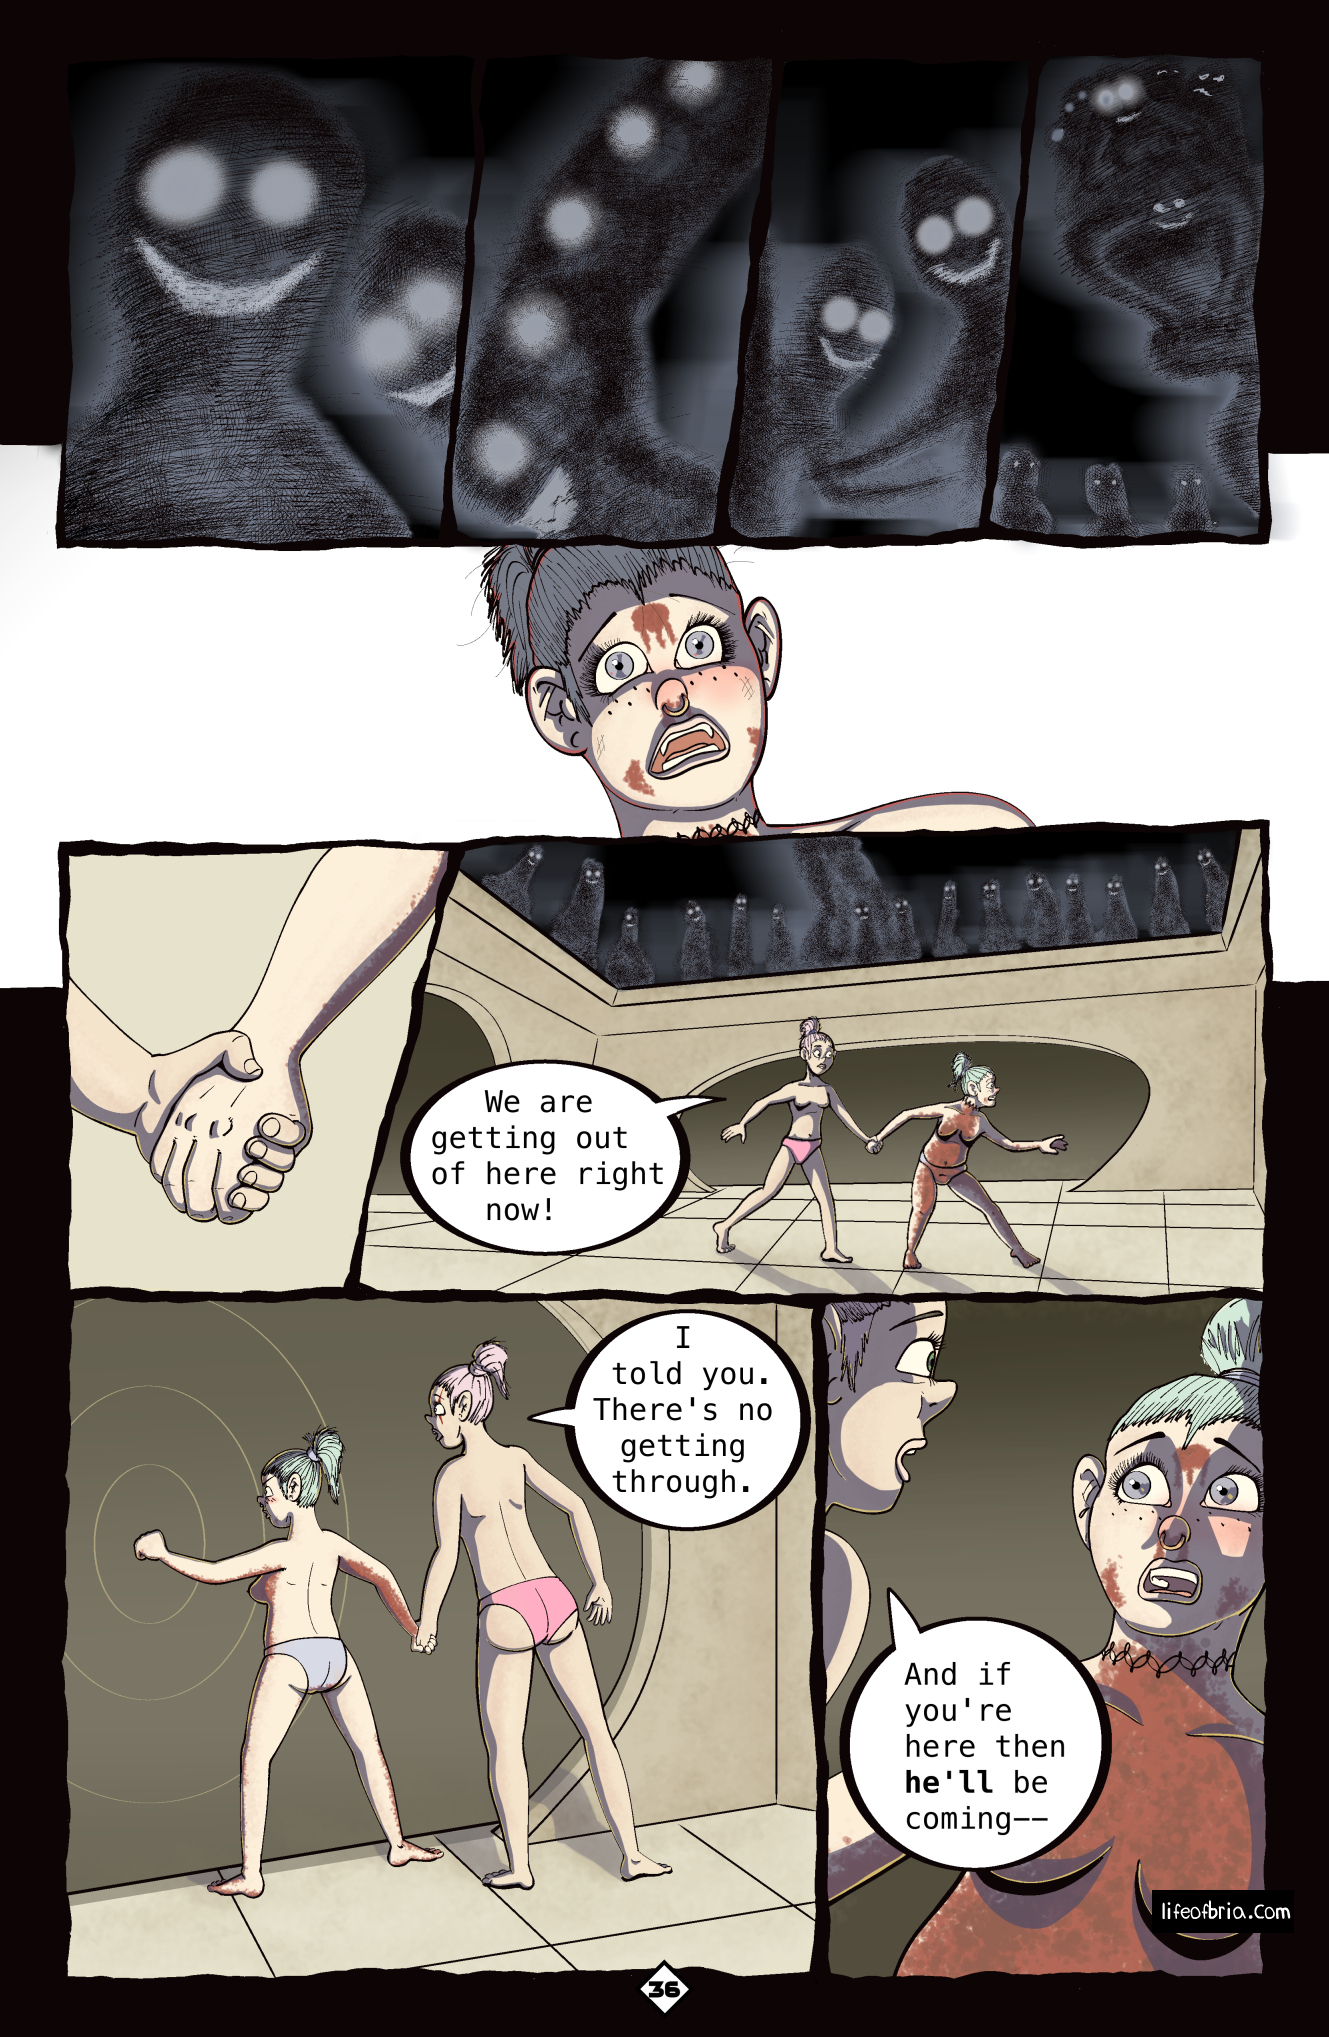 We are
getting out
of here right
now!
I
told you.
There's no
getting
through.
And if
you're
here then
he'll be
coming--
lifeofbria.com
36